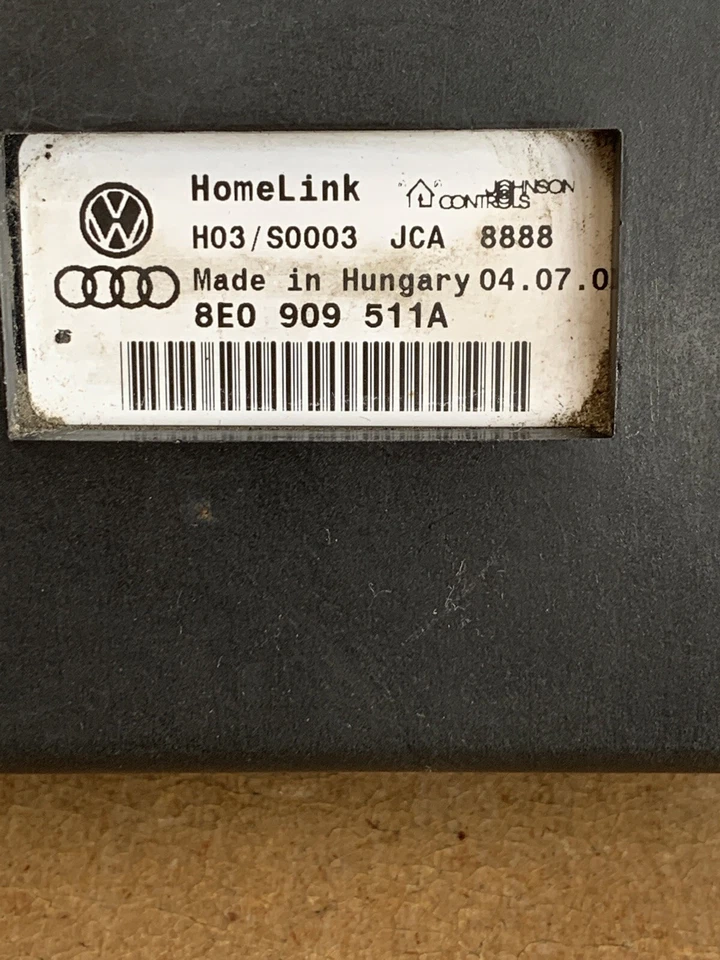 HomeLink JOHNSON CONTROLS
H03/S0003 JCA 8888
Made in Hungary 04.07.0
8E0 909 511A